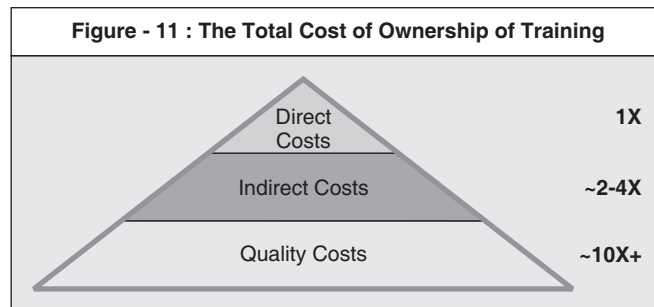 Figure - 11 : The Total Cost of Ownership of Training
Direct
Costs
1X
Indirect Costs
~2-4X
Quality Costs
~10X+